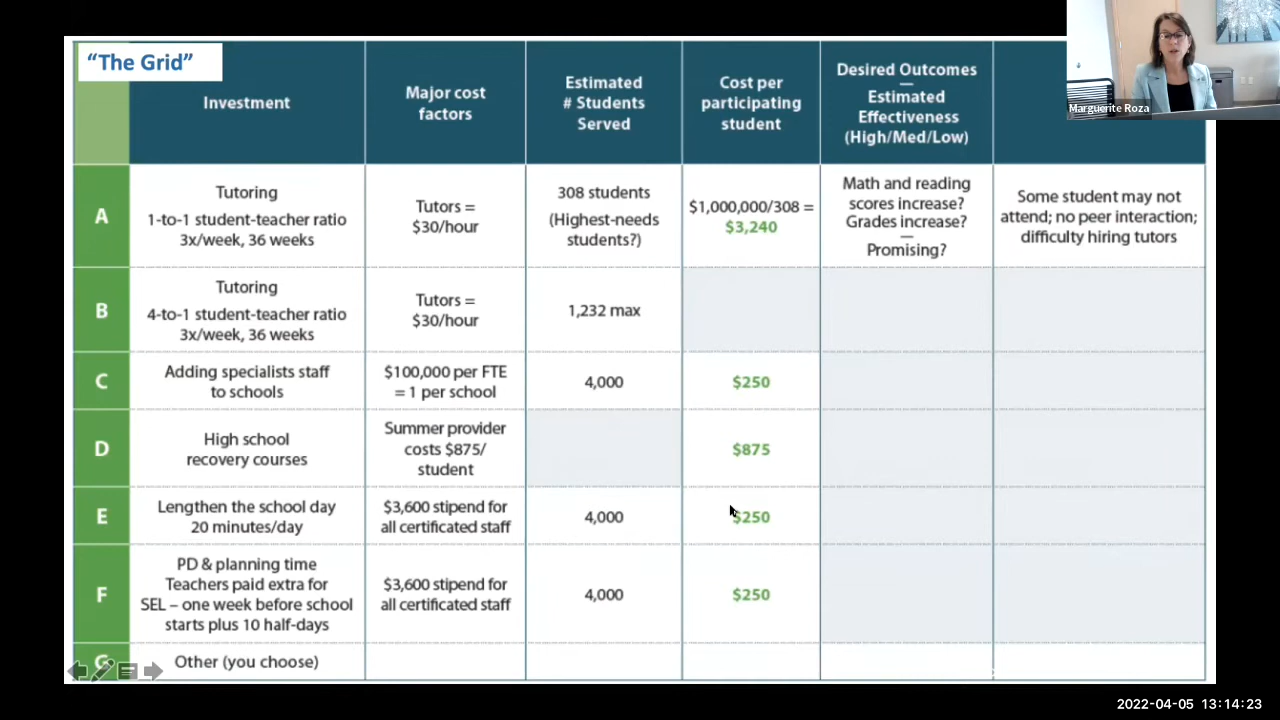 “The Grid”
Investment
Major cost
factors
Estimated
# Students
Served
Cost per
participating
student
Desired Outcomes
—
Estimated
Effectiveness
(High/Med/Low)
Marguerite Roza
A
Tutoring
1-to-1 student-teacher ratio
3x/week, 36 weeks
Tutors =
$30/hour
308 students
(Highest-needs
students?)
$1,000,000/308 =
$3,240
Math and reading
scores increase?
Grades increase?
—
Promising?
Some student may not
attend; no peer interaction;
difficulty hiring tutors
B
Tutoring
4-to-1 student-teacher ratio
3x/week, 36 weeks
Tutors =
$30/hour
1,232 max
C
Adding specialists staff
to schools
$100,000 per FTE
= 1 per school
4,000
$250
D
High school
recovery courses
Summer provider
costs $875/
student
$875
E
Lengthen the school day
20 minutes/day
$3,600 stipend for
all certificated staff
4,000
$250
F
PD & planning time
Teachers paid extra for
SEL – one week before school
starts plus 10 half-days
$3,600 stipend for
all certificated staff
4,000
$250
G
Other (you choose)
2022-04-05 13:14:23